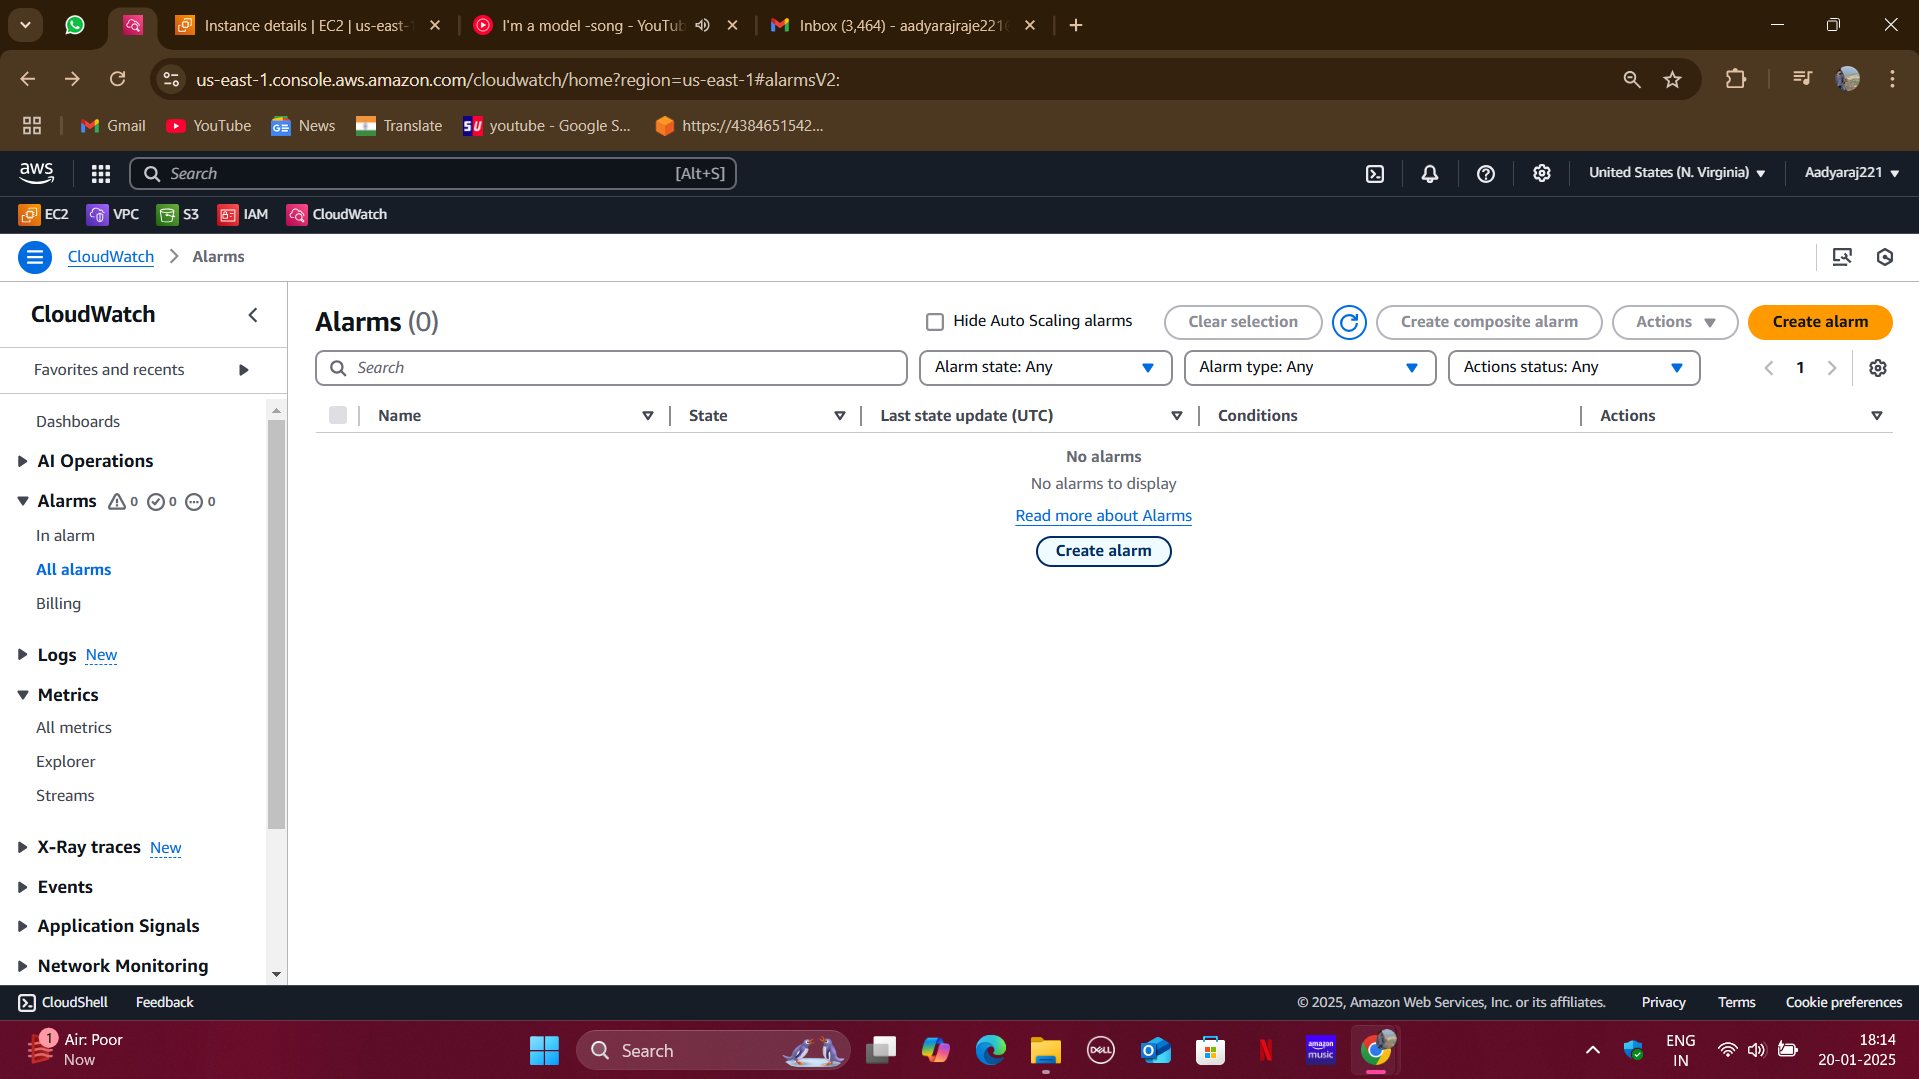 Instance details | EC2 | us-east-1
I'm a model -song - YouTub
Inbox (3,464) - aadyarajraje2216
us-east-1.console.aws.amazon.com/cloudwatch/home?region=us-east-1#alarmsV2:
Gmail
YouTube
News
Translate
youtube - Google S...
https://4384651542...
aws
Search
[Alt+S]
United States (N. Virginia)
Aadyaraj221
EC2
VPC
S3
IAM
CloudWatch
CloudWatch
Alarms
CloudWatch
Favorites and recents
Dashboards
AI Operations
Alarms 0 0 0
In alarm
All alarms
Billing
Logs New
Metrics
All metrics
Explorer
Streams
X-Ray traces New
Events
Application Signals
Network Monitoring
Alarms (0)
Hide Auto Scaling alarms
Clear selection
Create composite alarm
Actions
Create alarm
Search
Alarm state: Any
Alarm type: Any
Actions status: Any
1
Name
State
Last state update (UTC)
Conditions
Actions
No alarms
No alarms to display
Read more about Alarms
Create alarm
CloudShell
Feedback
© 2025, Amazon Web Services, Inc. or its affiliates.
Privacy
Terms
Cookie preferences
1
Air: Poor
Now
Search
DELL
amazon
music
ENG
IN
18:14
20-01-2025